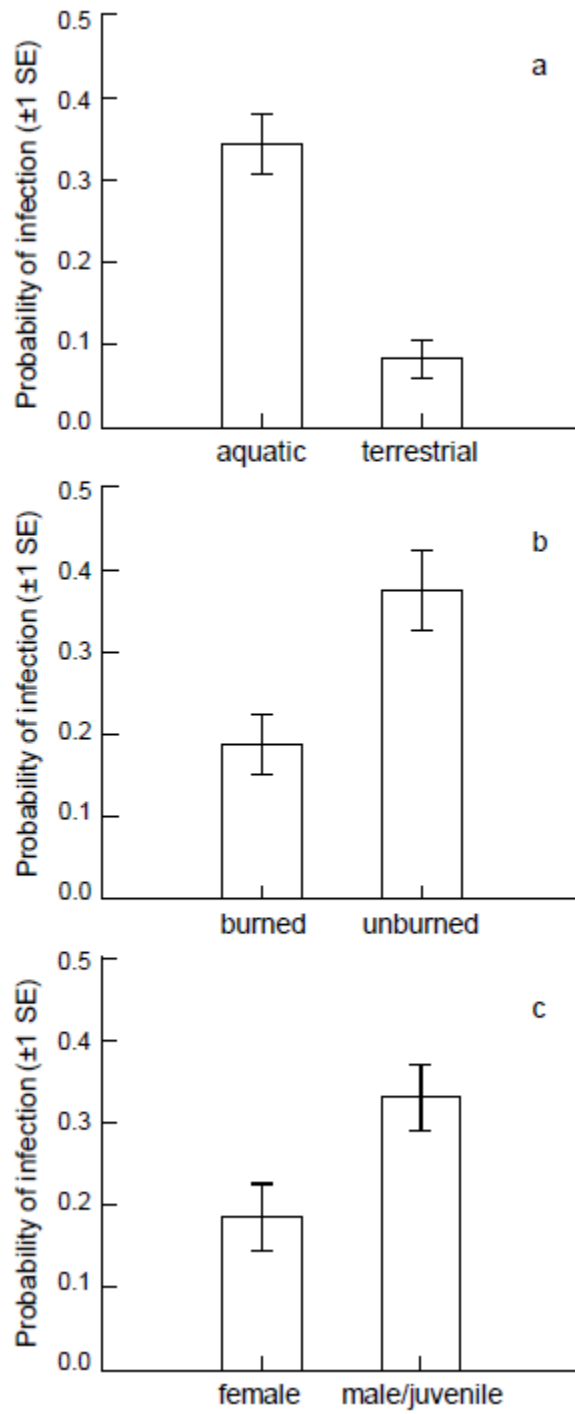 Probability of infection (±1 SE)
0.5
0.4
0.3
0.2
0.1
0.0
a
aquatic terrestrial
Probability of infection (±1 SE)
0.5
0.4
0.3
0.2
0.1
0.0
b
burned unburned
Probability of infection (±1 SE)
0.5
0.4
0.3
0.2
0.1
0.0
c
female male/juvenile